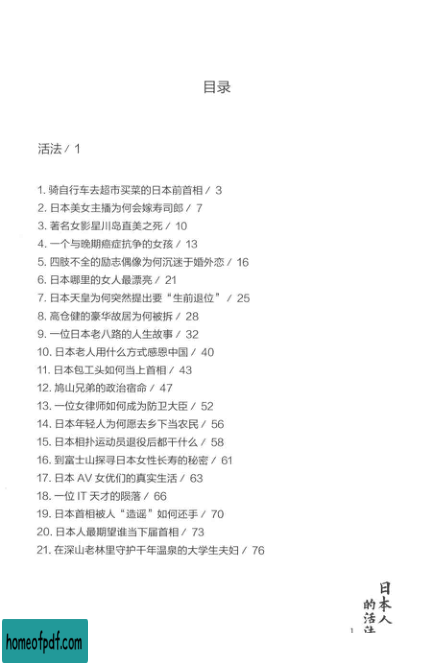 目录
活法 / 1
1. 骑自行车去超市买菜的日本前首相 / 3
2. 日本美女主播为何会嫁寿司郎 / 7
3. 著名女影星川岛直美之死 / 10
4. 一个与晚期癌症抗争的女孩 / 13
5. 四肢不全的励志偶像为何沉迷于婚外恋 / 16
6. 日本哪里的女人最漂亮 / 21
7. 日本天皇为何突然提出要“生前退位” / 25
8. 高仓健的豪华故居为何被拆 / 28
9. 一位日本老八路的人生故事 / 32
10. 日本老人用什么方式感恩中国 / 40
11. 日本包工头如何当上首相 / 43
12. 鸠山兄弟的政治宿命 / 47
13. 一位女律师如何成为防卫大臣 / 52
14. 日本年轻人为何愿去乡下当农民 / 56
15. 日本相扑运动员退役后都干什么 / 58
16. 到富士山探寻日本女性长寿的秘密 / 61
17. 日本 AV 女优们的真实生活 / 63
18. 一位 IT 天才的陨落 / 66
19. 日本首相被人“造谣”如何还手 / 70
20. 日本人最期望谁当下届首相 / 73
21. 在深山老林里守护千年温泉的大学生夫妇 / 76
日本人
的活法
1
homeofpdf.com